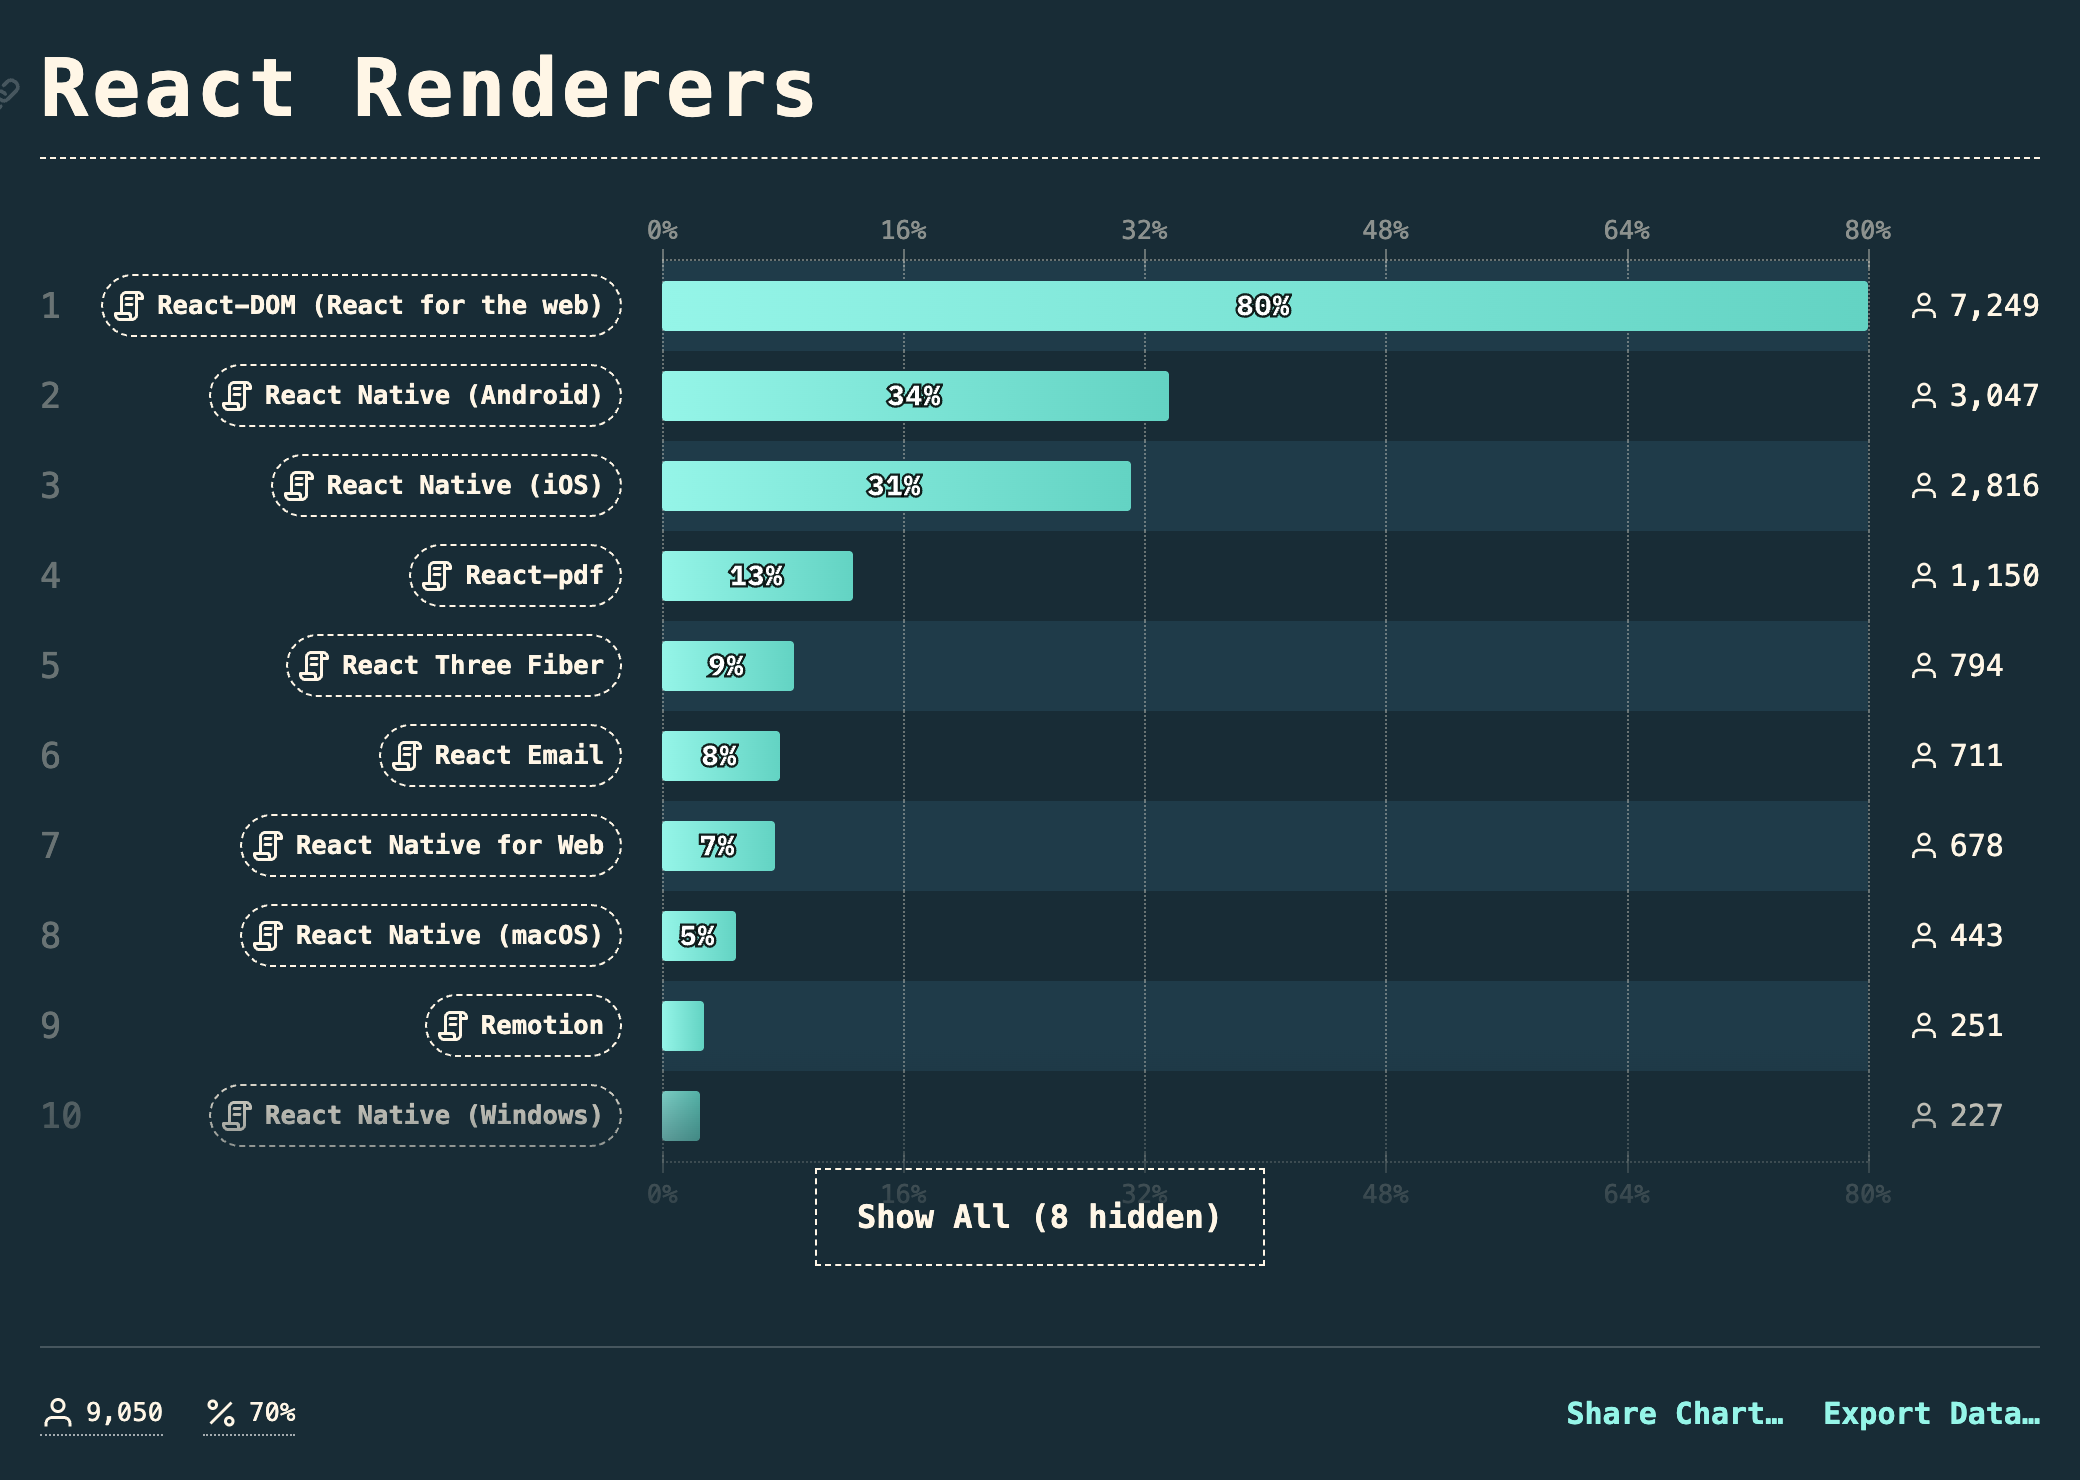 React Renderers
0% 16% 32% 48% 64% 80%
1 React-DOM (React for the web) 80% 7,249
2 React Native (Android) 34% 3,047
3 React Native (iOS) 31% 2,816
4 React-pdf 13% 1,150
5 React Three Fiber 9% 794
6 React Email 8% 711
7 React Native for Web 7% 678
8 React Native (macOS) 5% 443
9 Remotion 251
10 React Native (Windows) 227
0% 16% 32% 48% 64% 80%
Show All (8 hidden)
9,050 70% Share Chart… Export Data…